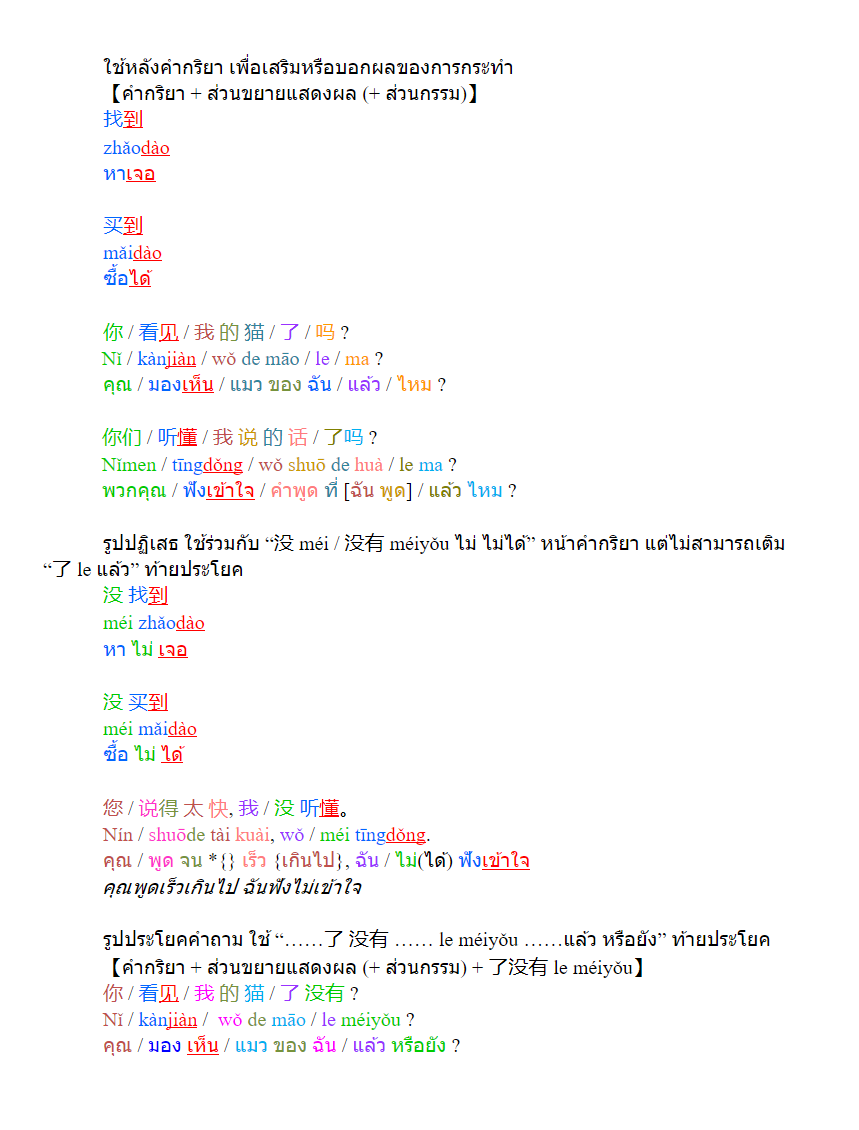 ใช้หลังคำกริยา เพื่อเสริมหรือบอกผลของการกระทำ
【คำกริยา + ส่วนขยายแสดงผล (+ ส่วนกรรม)】
找到
zhǎodào
หาเจอ
买到
mǎidào
ซื้อได้
你 / 看见 / 我 的 猫 / 了 / 吗 ?
Nǐ / kànjiàn / wǒ de māo / le / ma ?
คุณ / มองเห็น / แมว ของ ฉัน / แล้ว / ไหม ?
你们 / 听懂 / 我 说 的 话 / 了吗 ?
Nǐmen / tīngdǒng / wǒ shuō de huà / le ma ?
พวกคุณ / ฟังเข้าใจ / คำพูด ที่ [ฉัน พูด] / แล้ว ไหม ?
รูปปฏิเสธ ใช้ร่วมกับ “没 méi / 没有 méiyǒu ไม่ ไม่ได้” หน้าคำกริยา แต่ไม่สามารถเติม
“了 le แล้ว” ท้ายประโยค
没 找到
méi zhǎodào
หา ไม่ เจอ
没 买到
méi mǎidào
ซื้อ ไม่ ได้
您 / 说得 太 快, 我 / 没 听懂。
Nín / shuōde tài kuài, wǒ / méi tīngdǒng.
คุณ / พูด จน *{} เร็ว {เกินไป}, ฉัน / ไม่(ได้) ฟังเข้าใจ
คุณพูดเร็วเกินไป ฉันฟังไม่เข้าใจ
รูปประโยคคำถาม ใช้ “……了 没有 …… le méiyǒu ……แล้ว หรือยัง” ท้ายประโยค
【คำกริยา + ส่วนขยายแสดงผล (+ ส่วนกรรม) + 了没有 le méiyǒu】
你 / 看见 / 我 的 猫 / 了 没有 ?
Nǐ / kànjiàn / wǒ de māo / le méiyǒu ?
คุณ / มอง เห็น / แมว ของ ฉัน / แล้ว หรือยัง ?